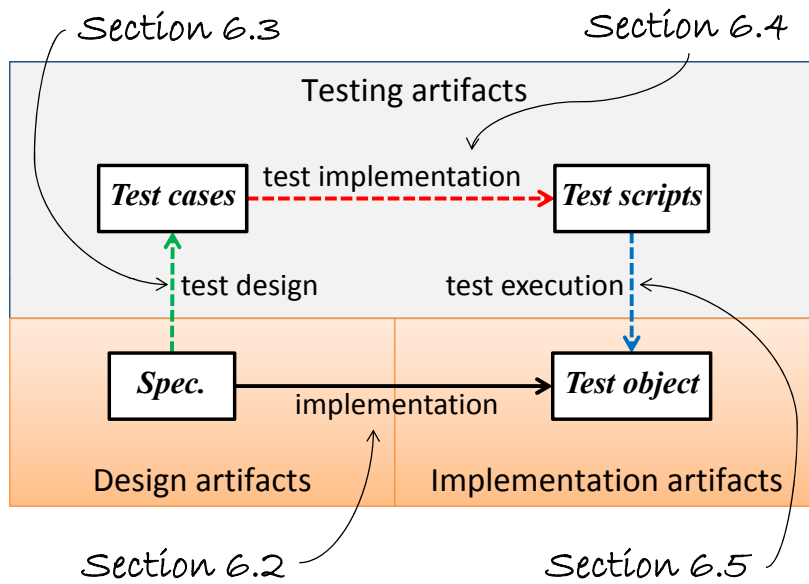 Section 6.3
Section 6.4
Testing artifacts
Test cases
test implementation
Test scripts
test design
test execution
Spec.
implementation
Test object
Design artifacts
Implementation artifacts
Section 6.2
Section 6.5